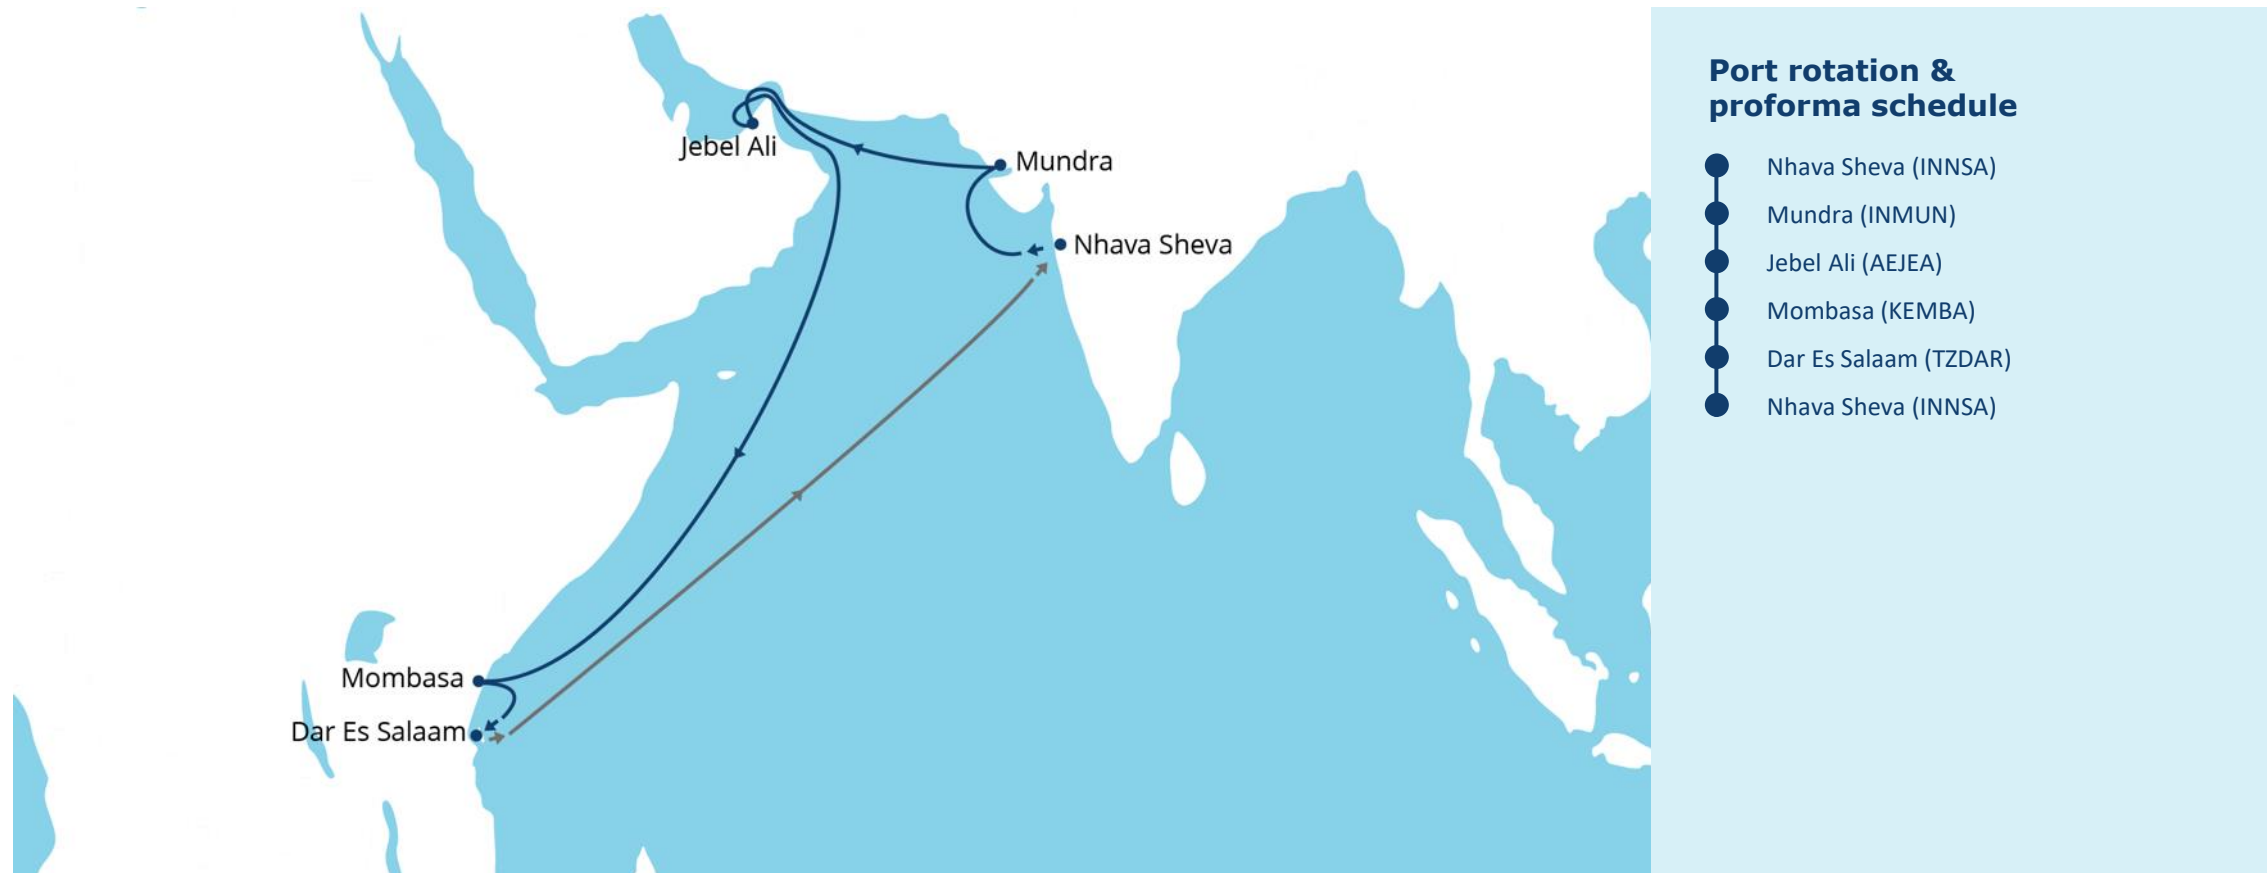 Jebel Ali
Mundra
Nhava Sheva
Mombasa
Dar Es Salaam
Port rotation &
proforma schedule
Nhava Sheva (INNSA)
Mundra (INMUN)
Jebel Ali (AEJEA)
Mombasa (KEMBA)
Dar Es Salaam (TZDAR)
Nhava Sheva (INNSA)